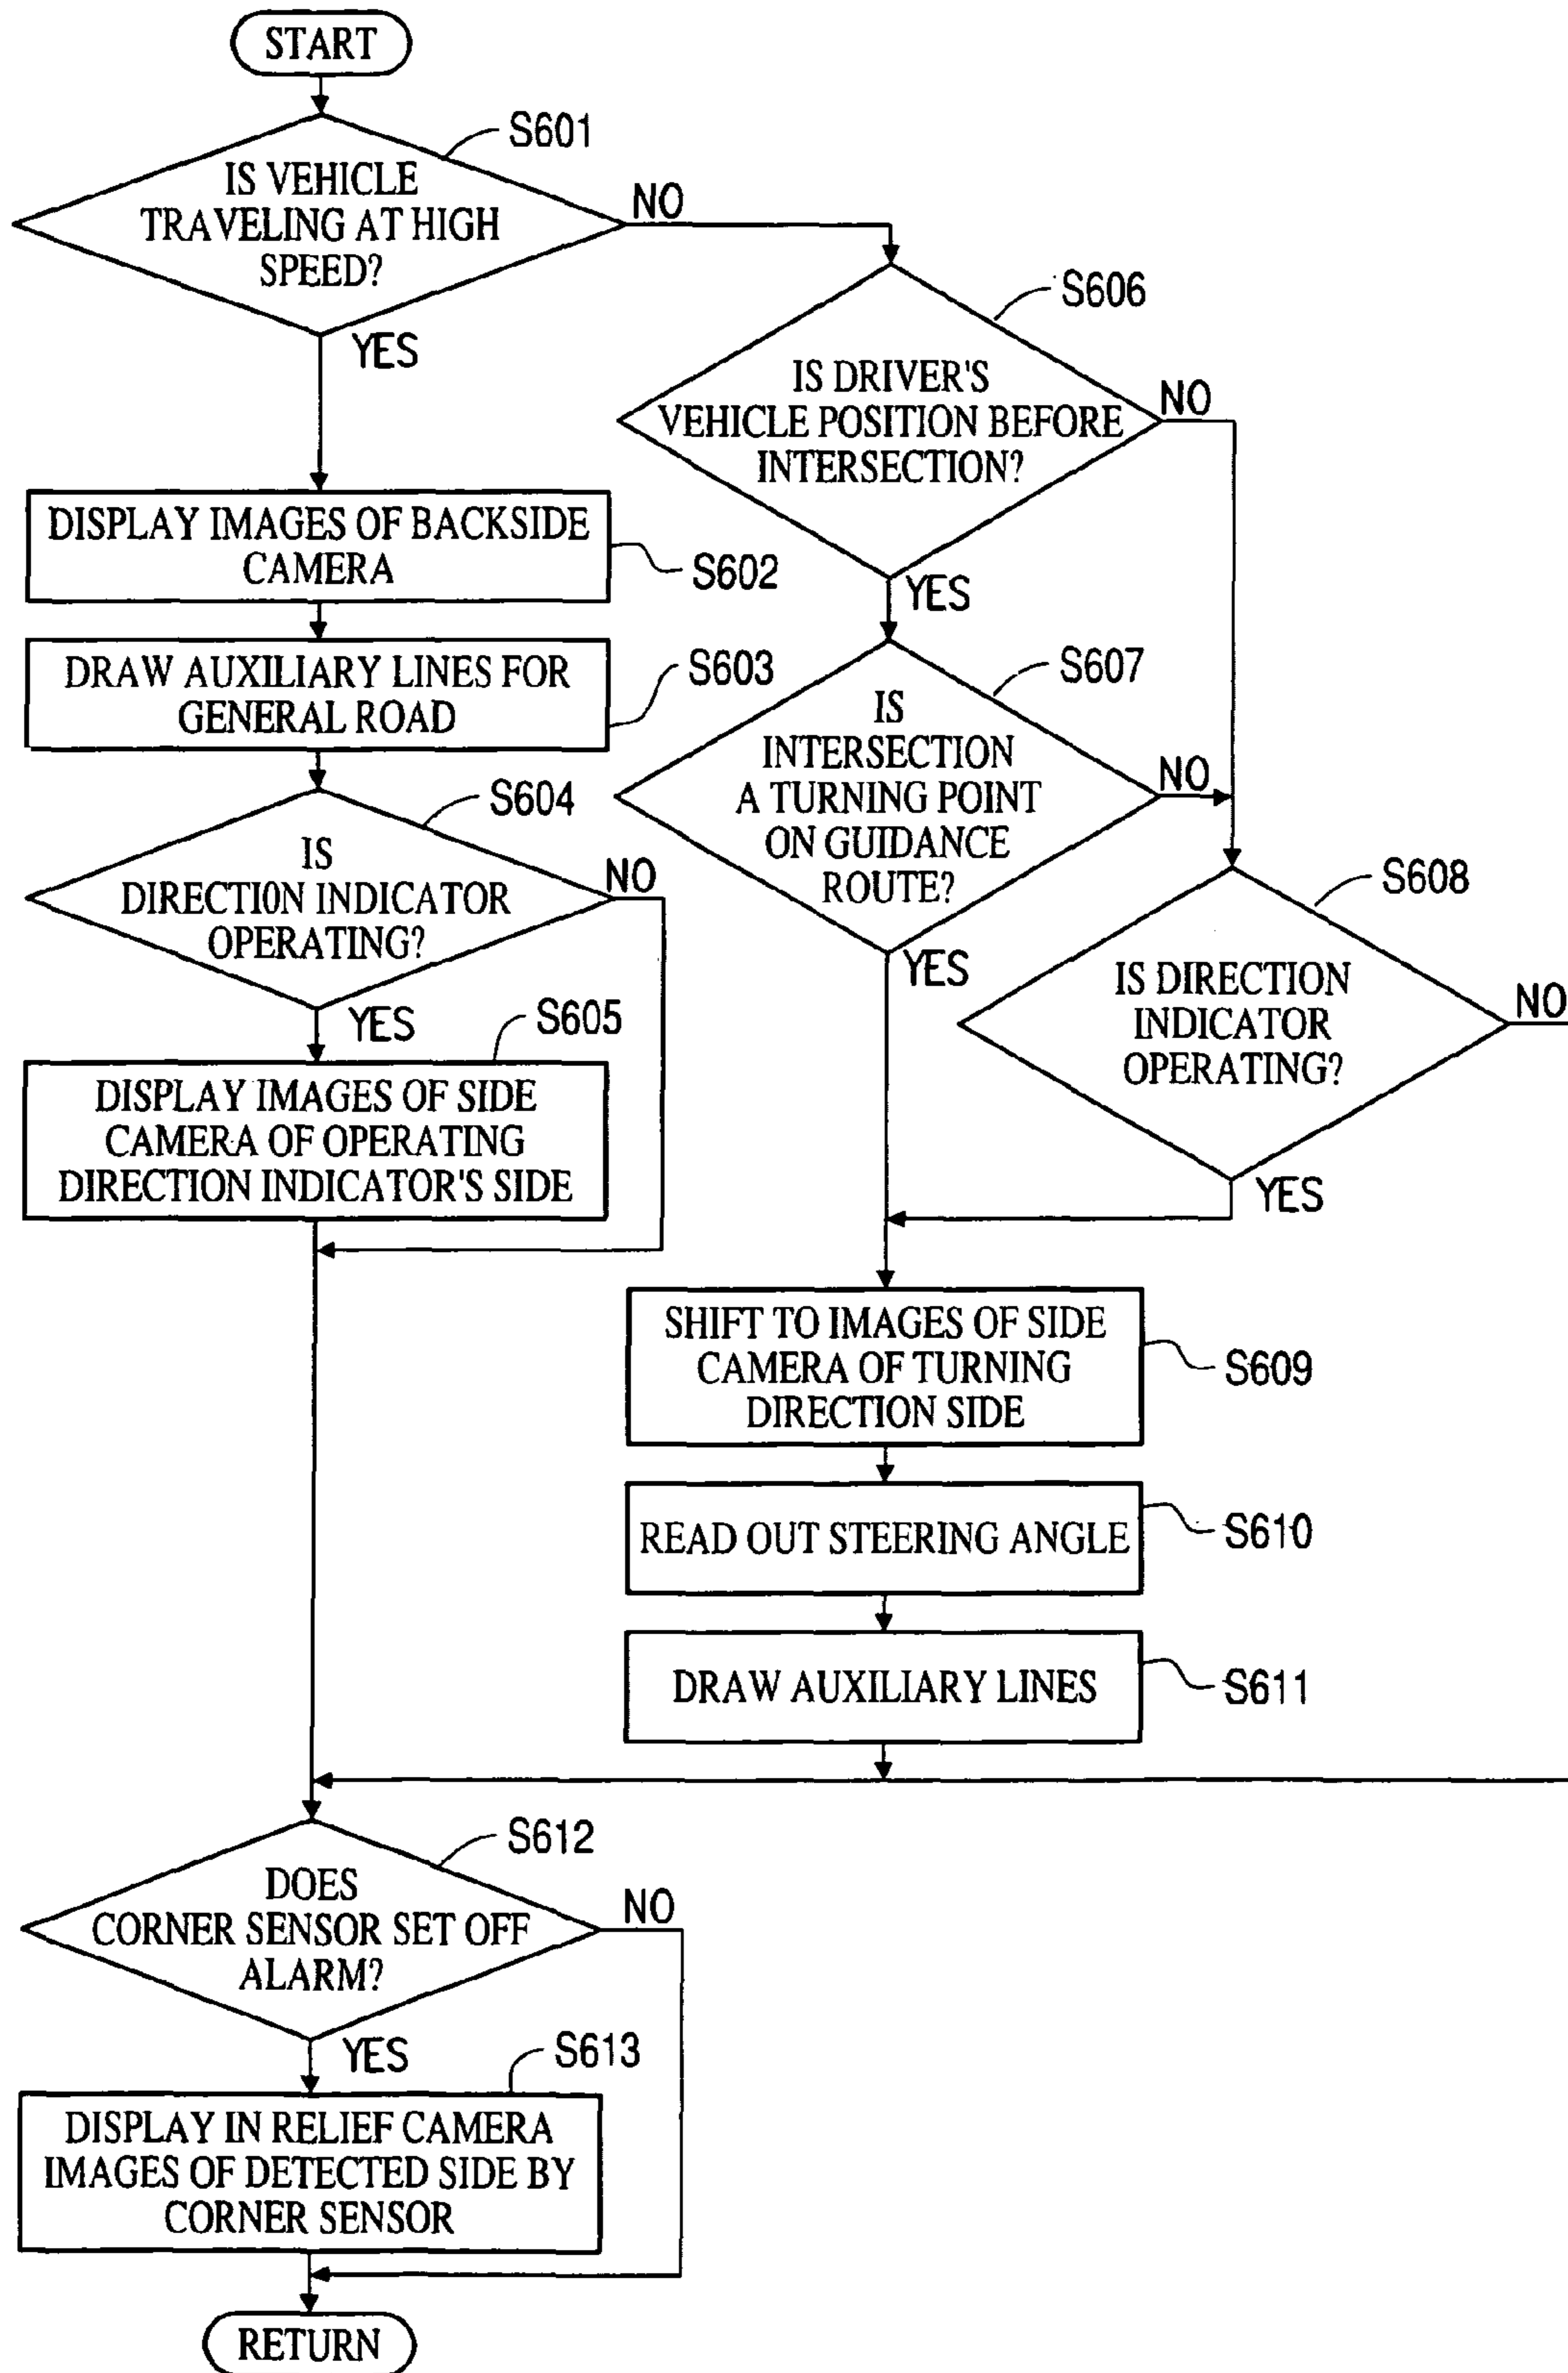 START
S601
IS VEHICLE
TRAVELING AT HIGH
SPEED?
NO
YES
S606
IS DRIVER'S
VEHICLE POSITION BEFORE
INTERSECTION?
NO
YES
DISPLAY IMAGES OF BACKSIDE
CAMERA
S602
DRAW AUXILIARY LINES FOR
GENERAL ROAD
S603
S607
IS
INTERSECTION
A TURNING POINT
ON GUIDANCE
ROUTE?
NO
YES
S604
IS
DIRECTION INDICATOR
OPERATING?
NO
YES
S608
IS DIRECTION
INDICATOR
OPERATING?
NO
YES
S605
DISPLAY IMAGES OF SIDE
CAMERA OF OPERATING
DIRECTION INDICATOR'S SIDE
SHIFT TO IMAGES OF SIDE
CAMERA OF TURNING
DIRECTION SIDE
S609
READ OUT STEERING ANGLE
S610
DRAW AUXILIARY LINES
S611
S612
DOES
CORNER SENSOR SET OFF
ALARM?
NO
YES
S613
DISPLAY IN RELIEF CAMERA
IMAGES OF DETECTED SIDE BY
CORNER SENSOR
RETURN